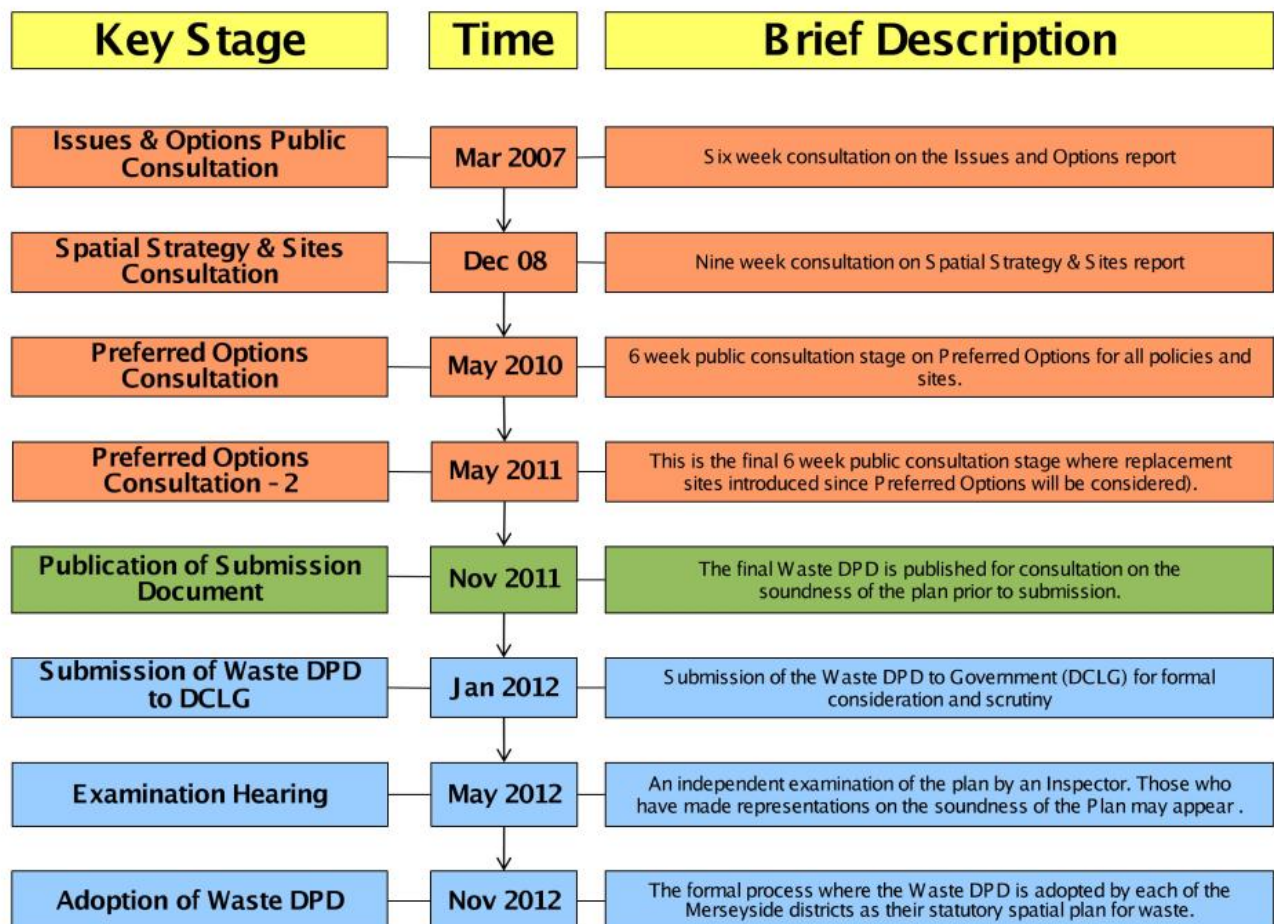 Key Stage
Time
Brief Description
Issues & Options Public
Consultation
Mar 2007
Six week consultation on the Issues and Options report
Spatial Strategy & Sites
Consultation
Dec 08
Nine week consultation on Spatial Strategy & Sites report
Preferred Options
Consultation
May 2010
6 week public consultation stage on Preferred Options for all policies and
sites.
Preferred Options
Consultation - 2
May 2011
This is the final 6 week public consultation stage where replacement
sites introduced since Preferred Options will be considered).
Publication of Submission
Document
Nov 2011
The final Waste DPD is published for consultation on the
soundness of the plan prior to submission.
Submission of Waste DPD
to DCLG
Jan 2012
Submission of the Waste DPD to Government (DCLG) for formal
consideration and scrutiny
Examination Hearing
May 2012
An independent examination of the plan by an Inspector. Those who
have made representations on the soundness of the Plan may appear .
Adoption of Waste DPD
Nov 2012
The formal process where the Waste DPD is adopted by each of the
Merseyside districts as their statutory spatial plan for waste.